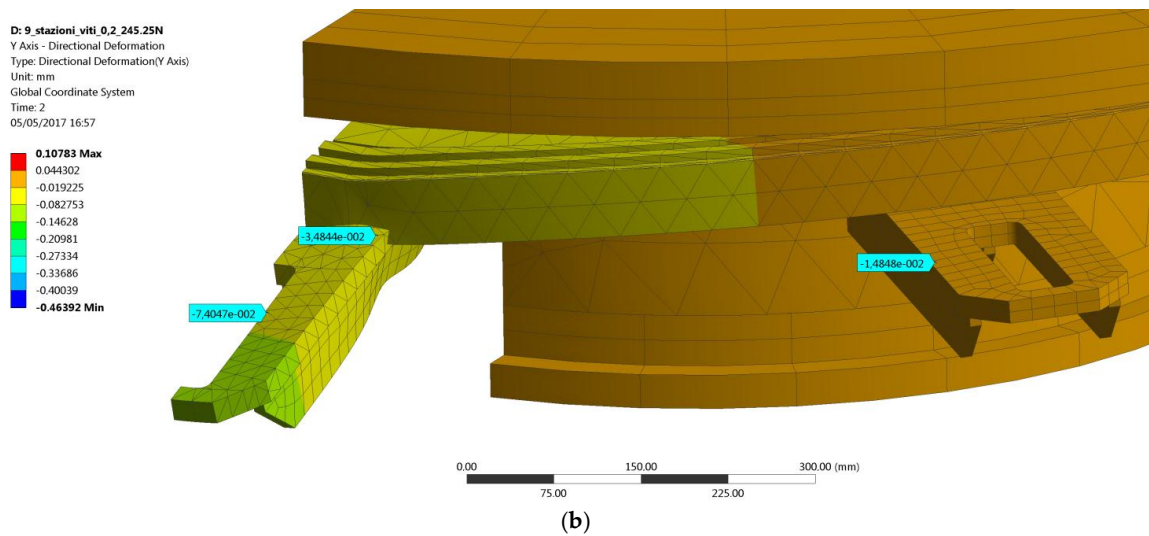 D: 9_stazioni_viti_0,2_245.25N
Y Axis - Directional Deformation
Type: Directional Deformation(Y Axis)
Unit: mm
Global Coordinate System
Time: 2
05/05/2017 16:57
0,10783 Max
0.044302
-0.019225
-0.082753
-0.14628
-0.20981
-0.27334
-0.33686
-0.40039
-0.46392 Min
-3,4844e-002
-1,4848e-002
-7,4047e-002
0.00 150.00 300.00 (mm)
75.00 225.00
(b)